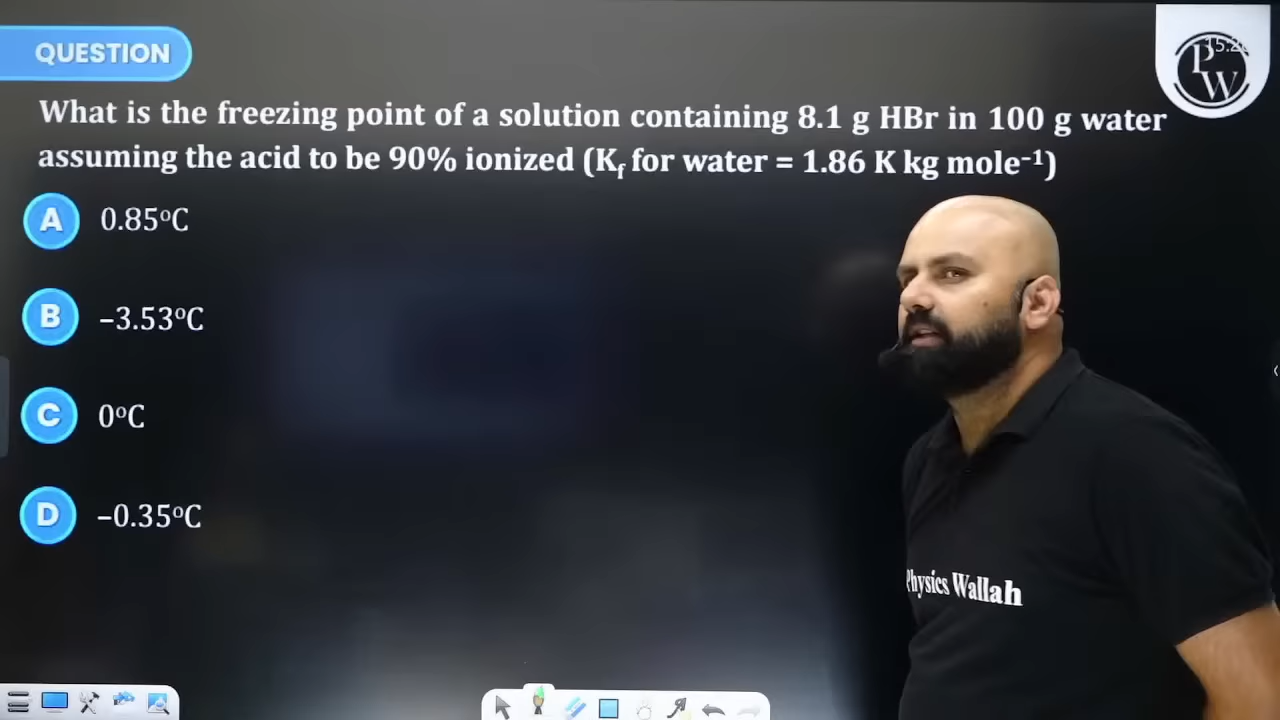 QUESTION
What is the freezing point of a solution containing 8.1 g HBr in 100 g water
assuming the acid to be 90% ionized (K_f for water = 1.86 K kg mole⁻¹)
A 0.85°C
B –3.53°C
C 0°C
D –0.35°C
PW
Physics Wallah